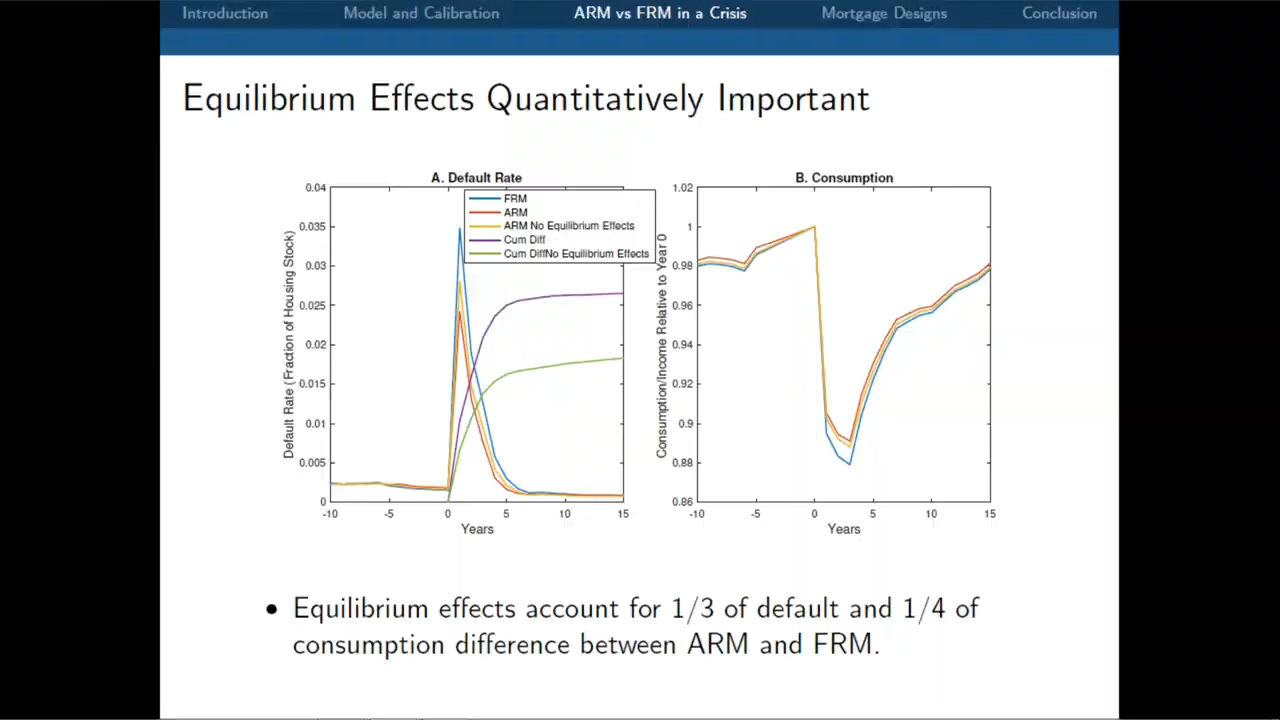 Introduction Model and Calibration ARM vs FRM in a Crisis Mortgage Designs Conclusion
Equilibrium Effects Quantitatively Important
A. Default Rate
Default Rate (Fraction of Housing Stock)
0.04
0.035
0.03
0.025
0.02
0.015
0.01
0.005
0
-10 -5 0 5 10 15
Years
FRM
ARM
ARM No Equilibrium Effects
Cum Diff
Cum DiffNo Equilibrium Effects
B. Consumption
Consumption/Income Relative to Year 0
1.02
1
0.98
0.96
0.94
0.92
0.9
0.88
0.86
-10 -5 0 5 10 15
Years
• Equilibrium effects account for 1/3 of default and 1/4 of
consumption difference between ARM and FRM.